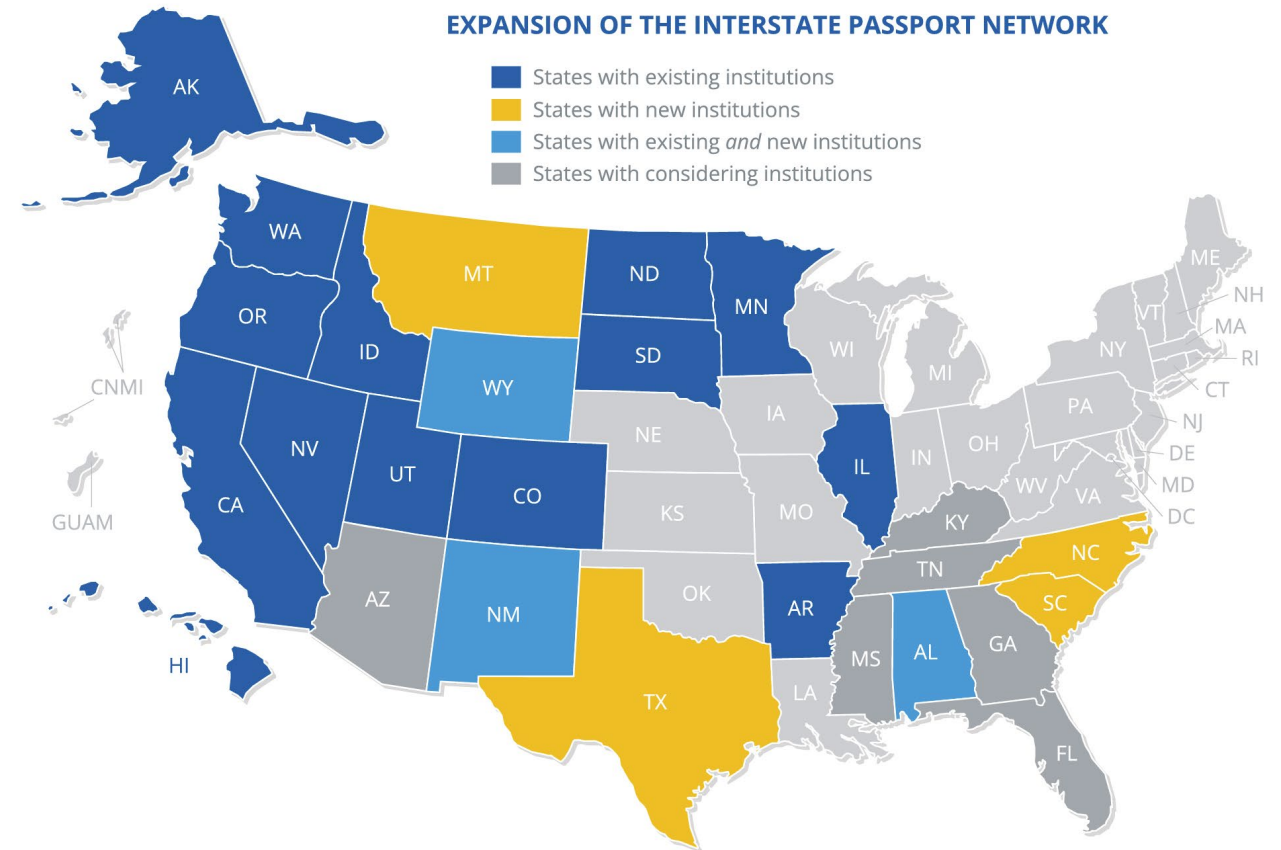 EXPANSION OF THE INTERSTATE PASSPORT NETWORK
States with existing institutions
States with new institutions
States with existing and new institutions
States with considering institutions
AK
WA
MT
ND
MN
OR
ID
SD
WY
WI
MI
NY
VT
ME
NH
MA
RI
CT
NJ
DE
MD
DC
CNMI
GUAM
NV
UT
CA
CO
NE
IA
KS
MO
IL
IN
OH
PA
WV
VA
KY
TN
NC
SC
AZ
NM
OK
AR
TX
LA
MS
AL
GA
FL
HI